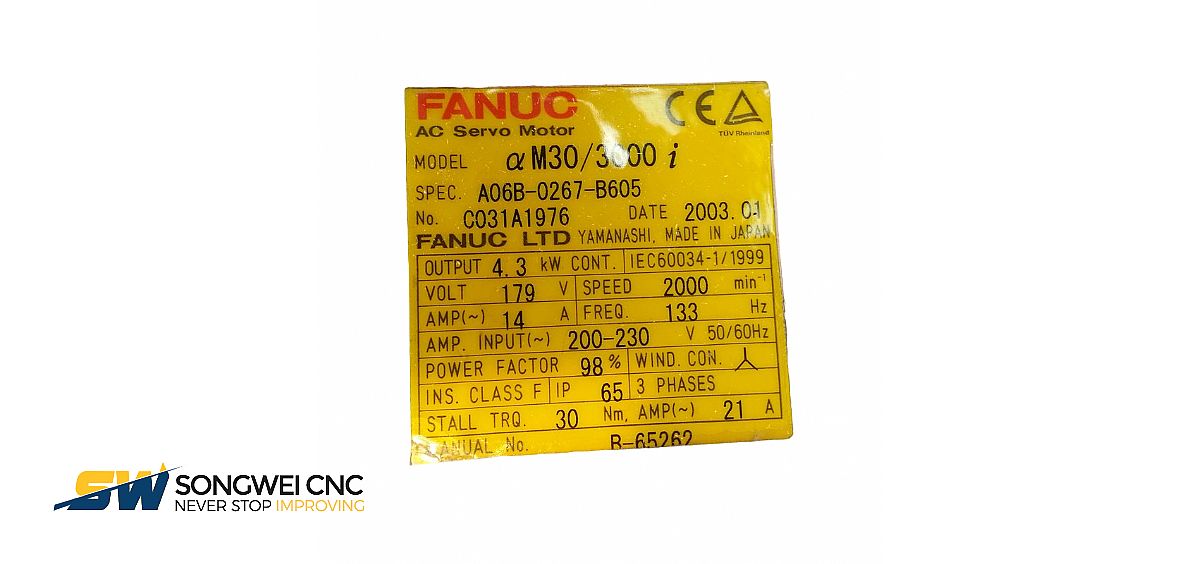 FANUC
AC Servo Motor
TÜV Rheinland
MODEL αM30/3000 i
SPEC. A06B-0267-B605
No. C031A1976 DATE 2003.01
FANUC LTD YAMANASHI, MADE IN JAPAN
OUTPUT 4.3 kW CONT. IEC60034-1/1999
VOLT 179 V SPEED 2000 min⁻¹
AMP(~) 14 A FREQ. 133 Hz
AMP. INPUT(~) 200-230 V 50/60Hz
POWER FACTOR 98% WIND. CON.
INS. CLASS F IP 65 3 PHASES
STALL TRQ. 30 Nm, AMP(~) 21 A
MANUAL No. B-65262
SW SONGWEI CNC
NEVER STOP IMPROVING